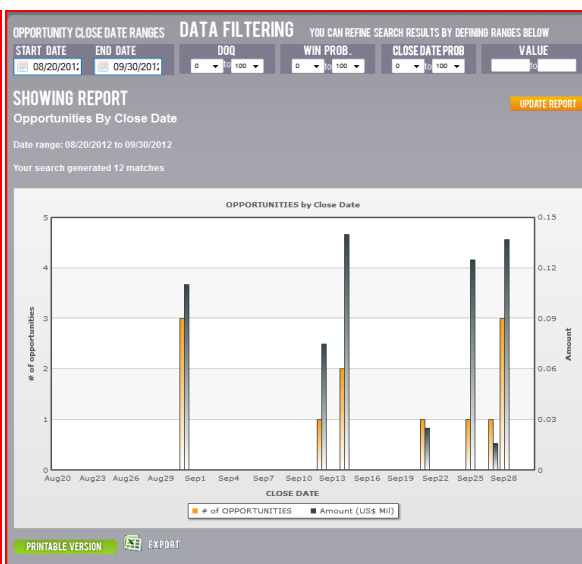 OPPORTUNITY CLOSE DATE RANGES DATA FILTERING YOU CAN REFINE SEARCH RESULTS BY DEFINING RANGES BELOW
START DATE END DATE DOQ WIN PROB. CLOSE DATE PROB VALUE
08/20/2012 09/30/2012 0 to 100 0 to 100 0 to 100 to
SHOWING REPORT
UPDATE REPORT
Opportunities By Close Date
Date range: 08/20/2012 to 09/30/2012
Your search generated 12 matches
OPPORTUNITIES by Close Date
5 0.15
4 0.12
3 0.09
2 0.06
1 0.03
0 0
# of opportunities
Amount
Aug20 Aug23 Aug26 Aug29 Sep1 Sep4 Sep7 Sep10 Sep13 Sep16 Sep19 Sep22 Sep25 Sep28
CLOSE DATE
# of OPPORTUNITIES Amount (US$ Mil)
PRINTABLE VERSION EXPORT